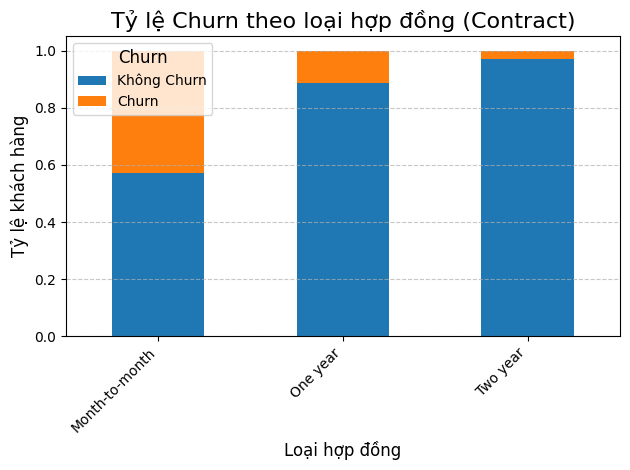 Tỷ lệ Churn theo loại hợp đồng (Contract)
Churn
Không Churn
Churn
Tỷ lệ khách hàng
1.0
0.8
0.6
0.4
0.2
0.0
Month-to-month
One year
Two year
Loại hợp đồng